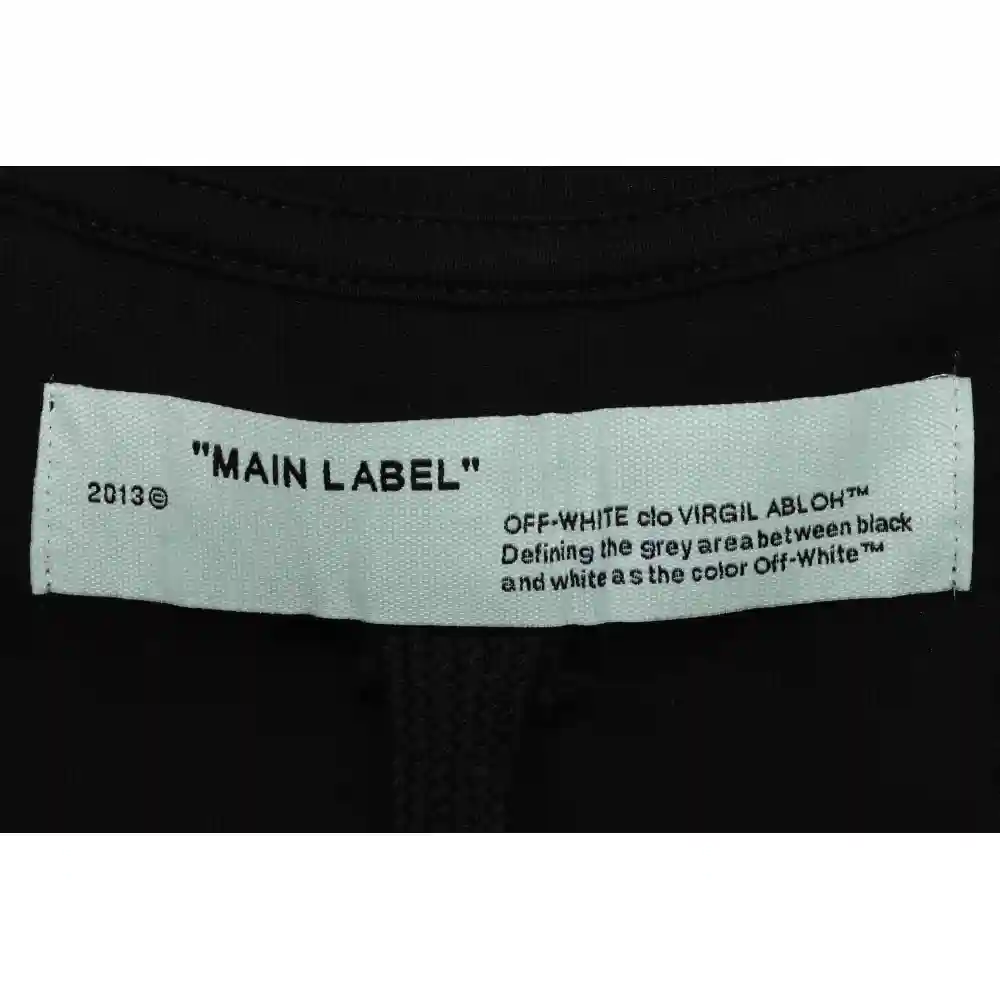 "MAIN LABEL"
2013©
OFF-WHITE c/o VIRGIL ABLOH™
Defining the grey area between black
and white as the color Off-White™